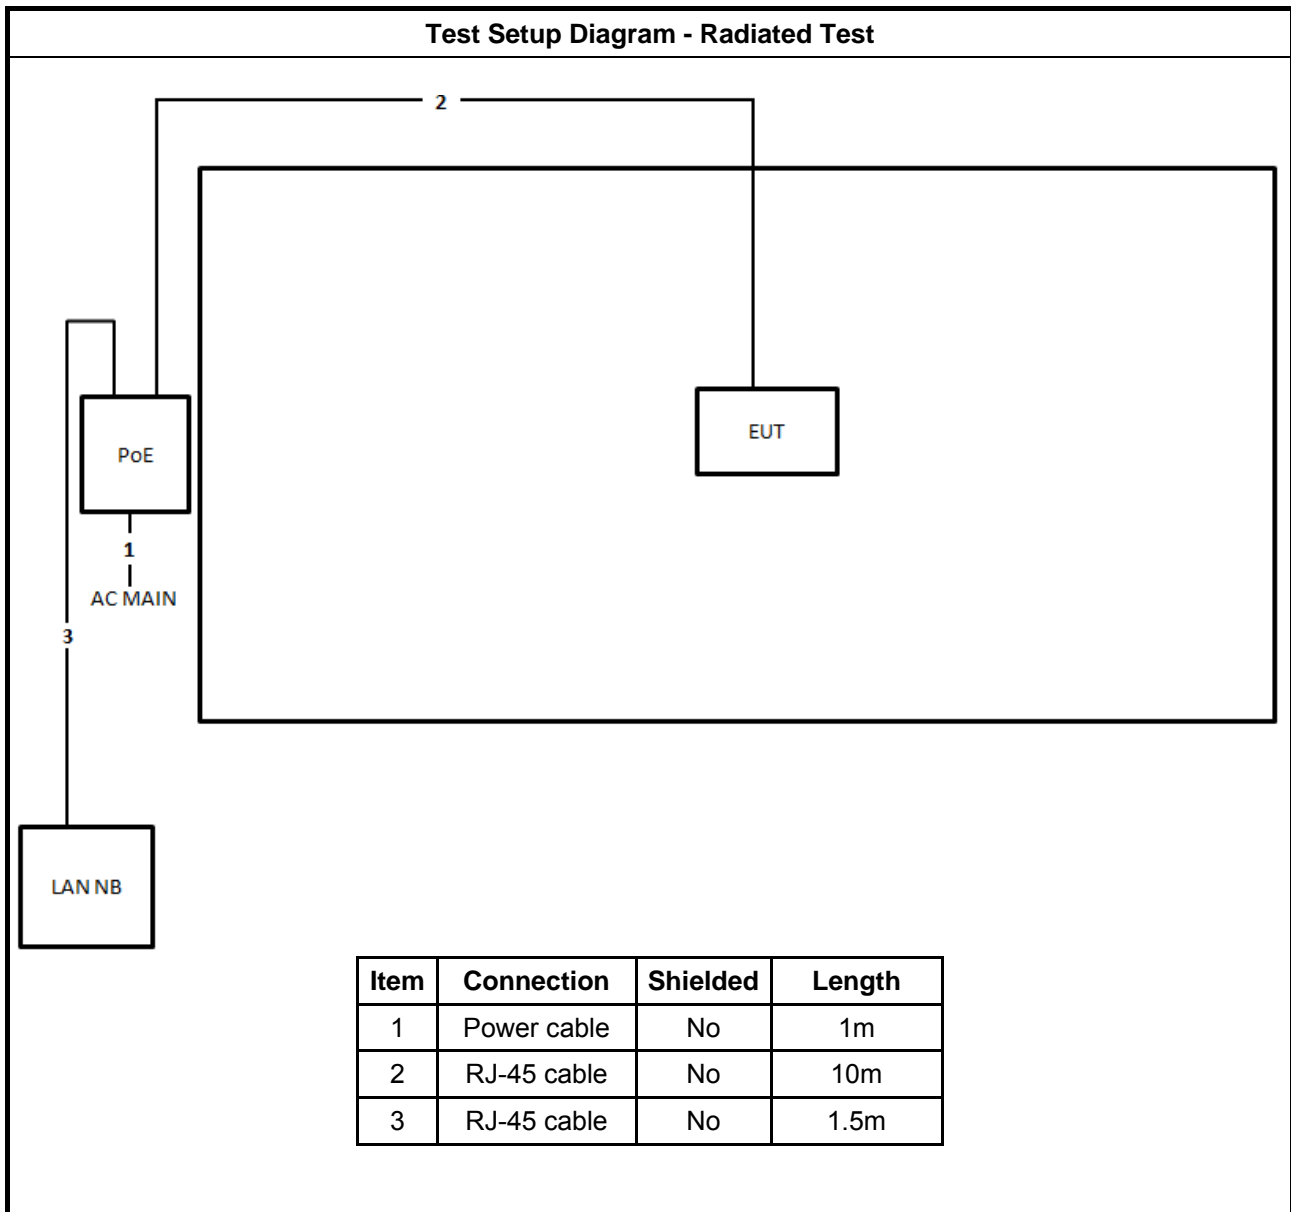 Test Setup Diagram - Radiated Test
2
PoE
EUT
1
AC MAIN
3
LAN NB
Item Connection Shielded Length
1 Power cable No 1m
2 RJ-45 cable No 10m
3 RJ-45 cable No 1.5m